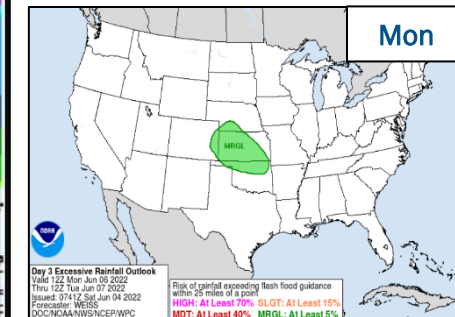 Mon
MRGL
NOAA
Day 3 Excessive Rainfall Outlook
Valid 12Z Mon Jun 06 2022
Thru 12Z Tue Jun 07 2022
Issued: 0741Z Sat Jun 04 2022
Forecaster: WEISS
DOC/NOAA/NWS/NCEP/WPC
Risk of rainfall exceeding flash flood guidance
within 25 miles of a point
HIGH: At Least 70% SLGT: At Least 15%
MDT: At Least 40% MRGL: At Least 5%